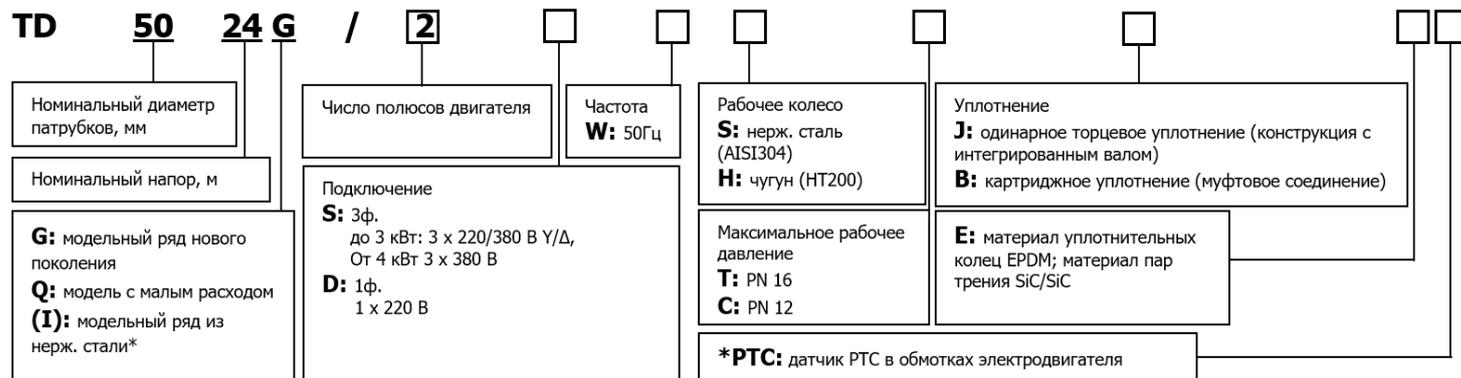 TD 50 24 G / 2
Номинальный диаметр
патрубков, мм
Номинальный напор, м
G: модельный ряд нового
поколения
Q: модель с малым расходом
(I): модельный ряд из
нерж. стали*
Число полюсов двигателя
Подключение
S: 3ф.
до 3 кВт: 3 x 220/380 В Y/Δ,
От 4 кВт 3 x 380 В
D: 1ф.
1 x 220 В
Частота
W: 50Гц
Рабочее колесо
S: нерж. сталь
(AISI304)
H: чугун (HT200)
Максимальное рабочее
давление
T: PN 16
C: PN 12
Уплотнение
J: одинарное торцевое уплотнение (конструкция с
интегрированным валом)
B: картриджное уплотнение (муфтовое соединение)
E: материал уплотнительных
колец EPDM; материал пар
трения SiC/SiC
*PTC: датчик PTC в обмотках электродвигателя